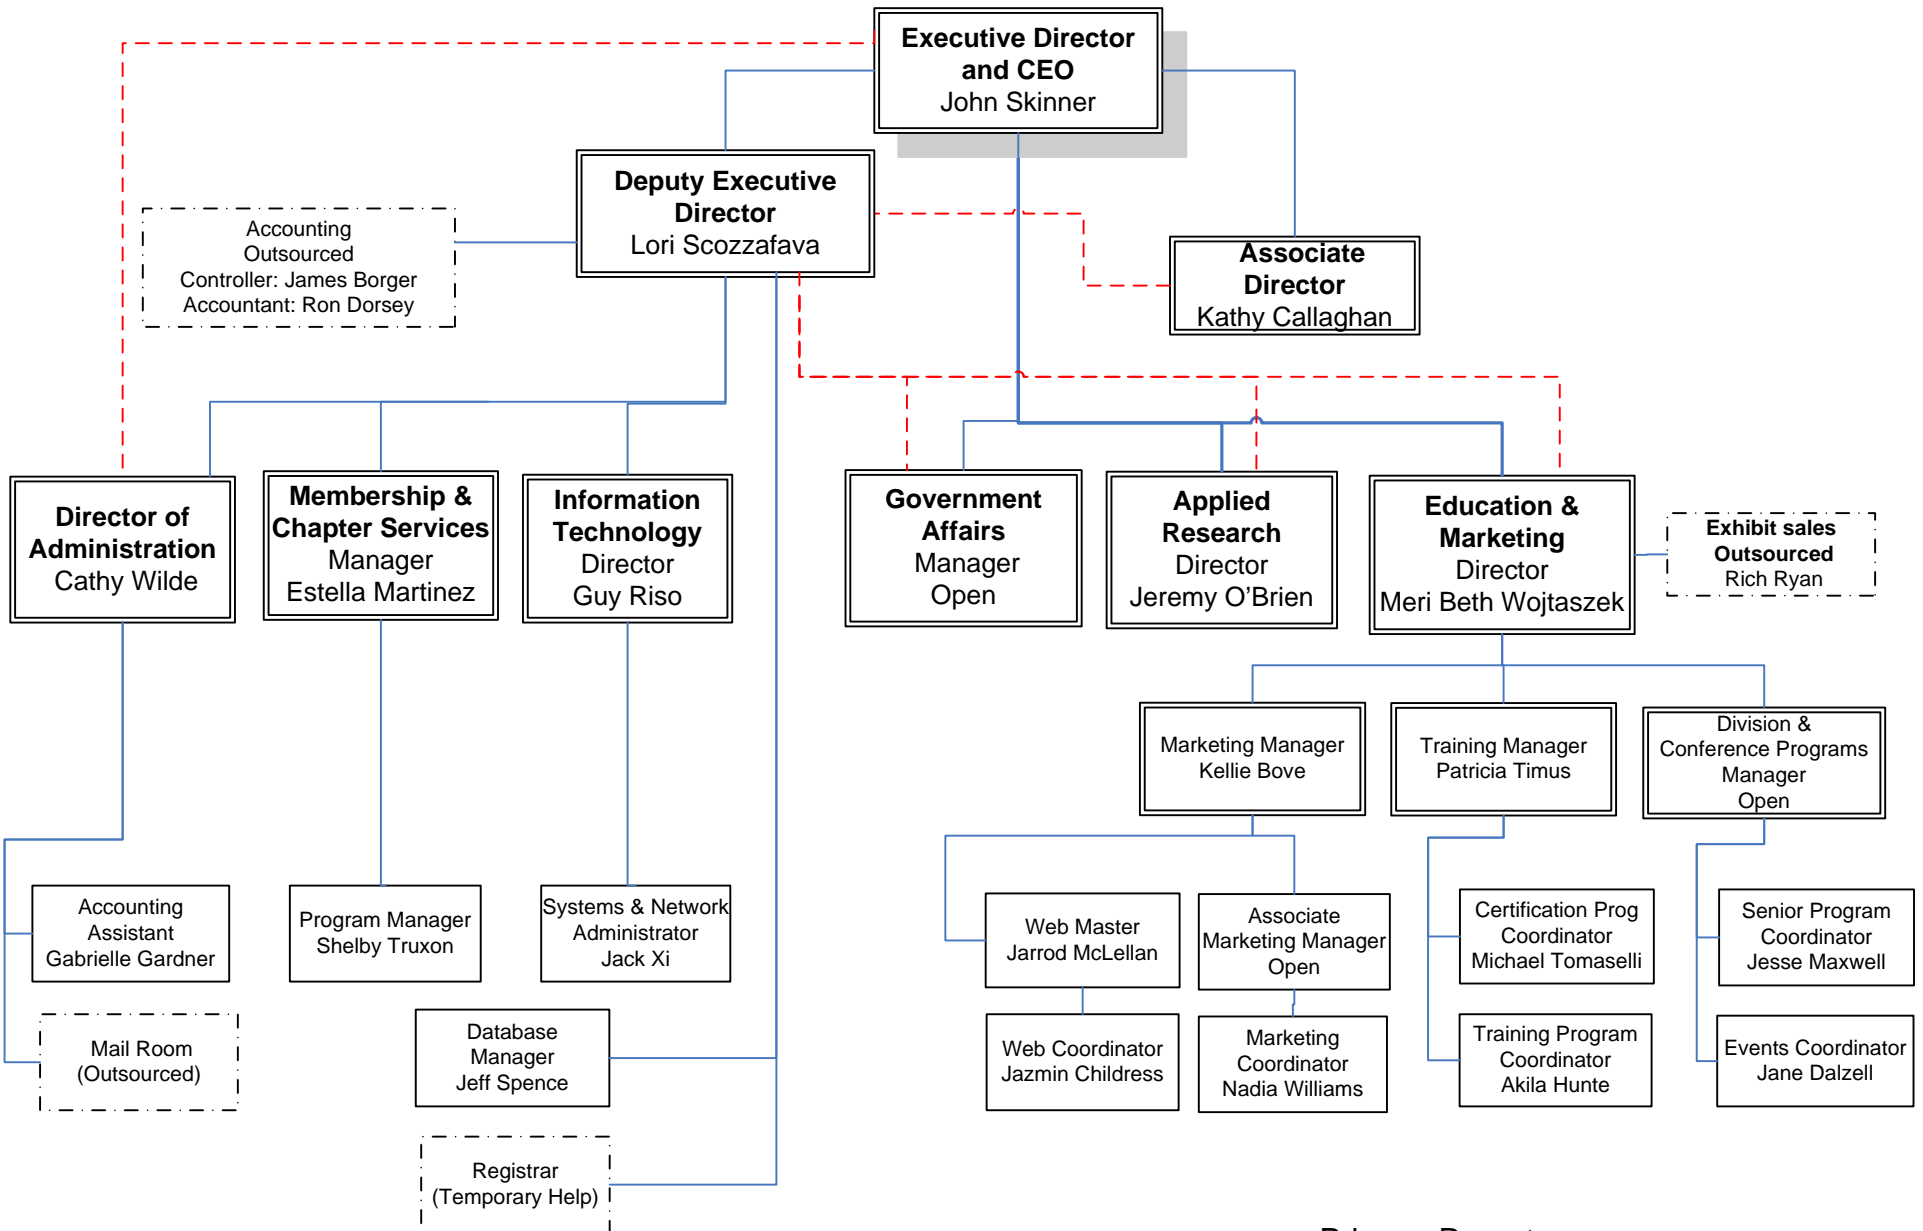 Executive Director
and CEO
John Skinner
Deputy Executive
Director
Lori Scozzafava
Accounting
Outsourced
Controller: James Borger
Accountant: Ron Dorsey
Associate
Director
Kathy Callaghan
Director of
Administration
Cathy Wilde
Membership &
Chapter Services
Manager
Estella Martinez
Information
Technology
Director
Guy Riso
Government
Affairs
Manager
Open
Applied
Research
Director
Jeremy O’Brien
Education &
Marketing
Director
Meri Beth Wojtaszek
Exhibit sales
Outsourced
Rich Ryan
Marketing Manager
Kellie Bove
Training Manager
Patricia Timus
Division &
Conference Programs
Manager
Open
Accounting
Assistant
Gabrielle Gardner
Program Manager
Shelby Truxon
Systems & Network
Administrator
Jack Xi
Web Master
Jarrod McLellan
Associate
Marketing Manager
Open
Certification Prog
Coordinator
Michael Tomaselli
Senior Program
Coordinator
Jesse Maxwell
Mail Room
(Outsourced)
Database
Manager
Jeff Spence
Web Coordinator
Jazmin Childress
Marketing
Coordinator
Nadia Williams
Training Program
Coordinator
Akila Hunte
Events Coordinator
Jane Dalzell
Registrar
(Temporary Help)